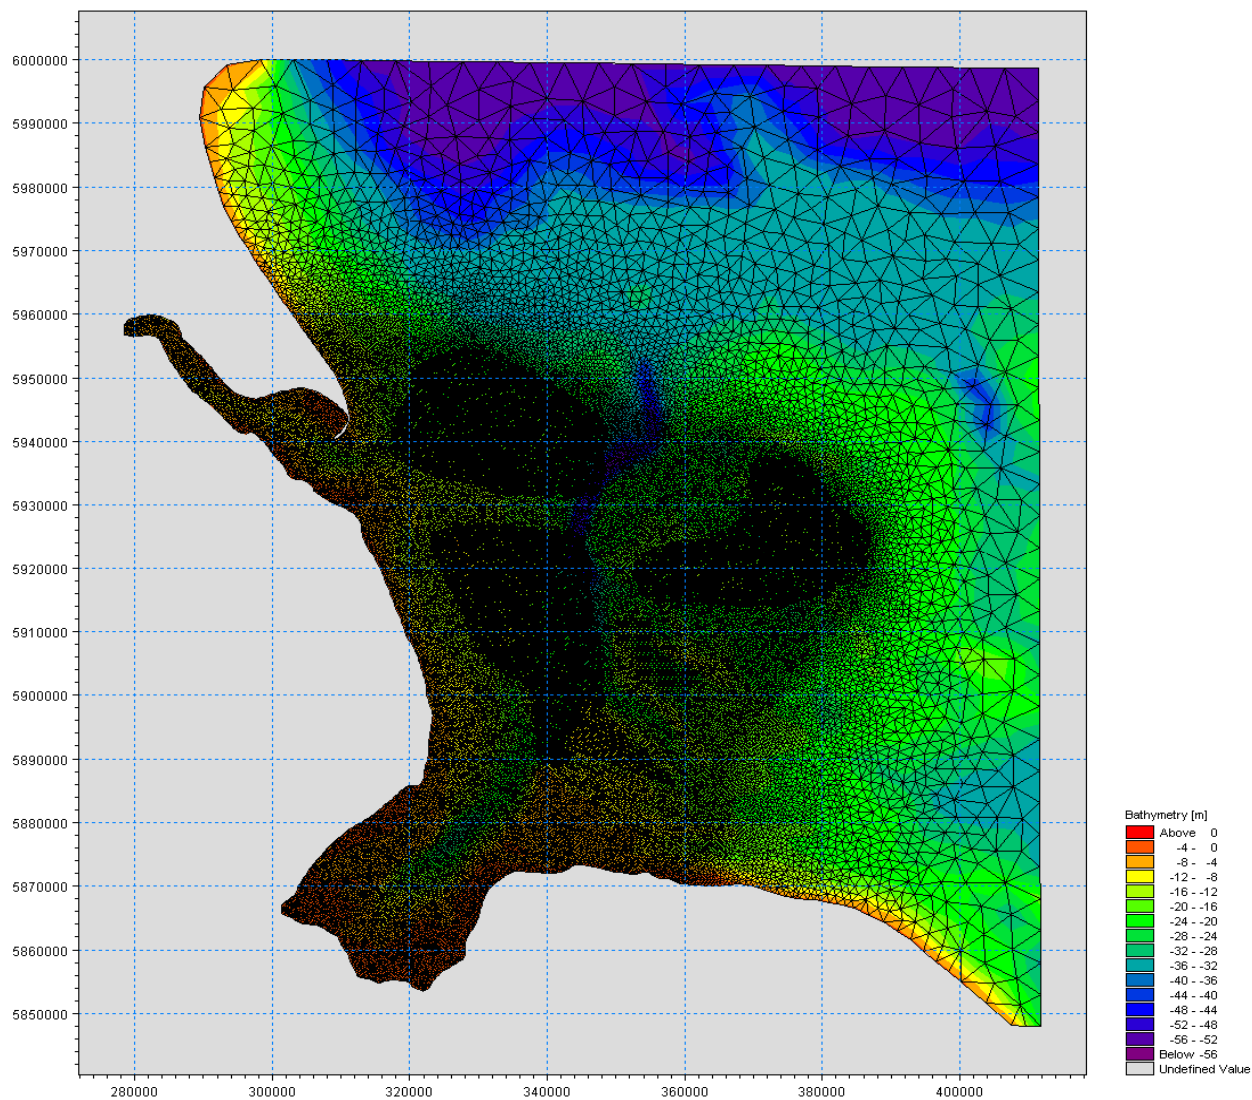 6000000
5990000
5980000
5970000
5960000
5950000
5940000
5930000
5920000
5910000
5900000
5890000
5880000
5870000
5860000
5850000
280000 300000 320000 340000 360000 380000 400000
Bathymetry [m]
Above 0
-4 - 0
-8 - -4
-12 - -8
-16 - -12
-20 - -16
-24 - -20
-28 - -24
-32 - -28
-36 - -32
-40 - -36
-44 - -40
-48 - -44
-52 - -48
-56 - -52
Below -56
Undefined Value